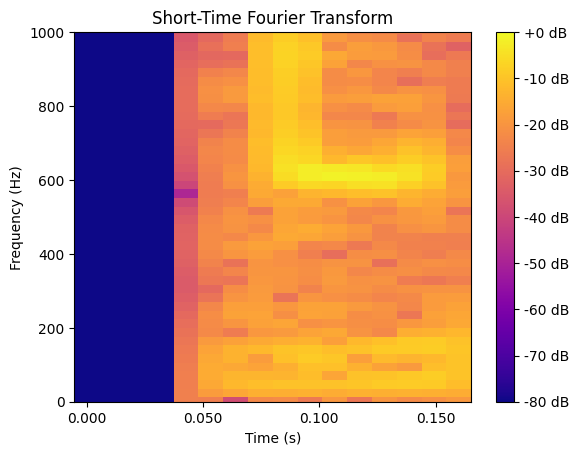 Short-Time Fourier Transform
1000
800
600
400
200
0
Frequency (Hz)
0.000
0.050
0.100
0.150
Time (s)
+0 dB
-10 dB
-20 dB
-30 dB
-40 dB
-50 dB
-60 dB
-70 dB
-80 dB